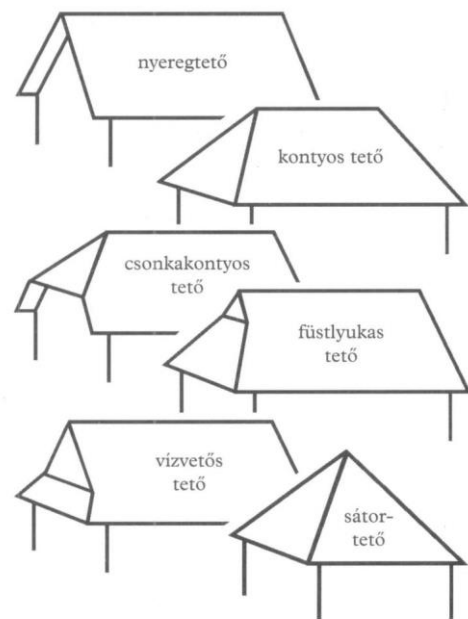 nyeregtető
kontyos tető
csonkakontyos
tető
füstlyukas
tető
vízvetős
tető
sátor-
tető